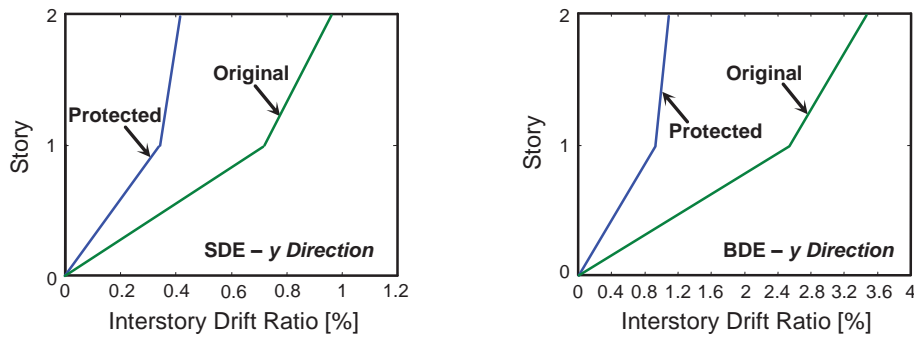 2
Original
Protected
Story
1
SDE – y Direction
0
0 0.2 0.4 0.6 0.8 1 1.2
Interstory Drift Ratio [%]
2
Original
Protected
Story
1
BDE – y Direction
0
0 0.4 0.8 1.2 1.6 2 2.4 2.8 3.2 3.6 4
Interstory Drift Ratio [%]